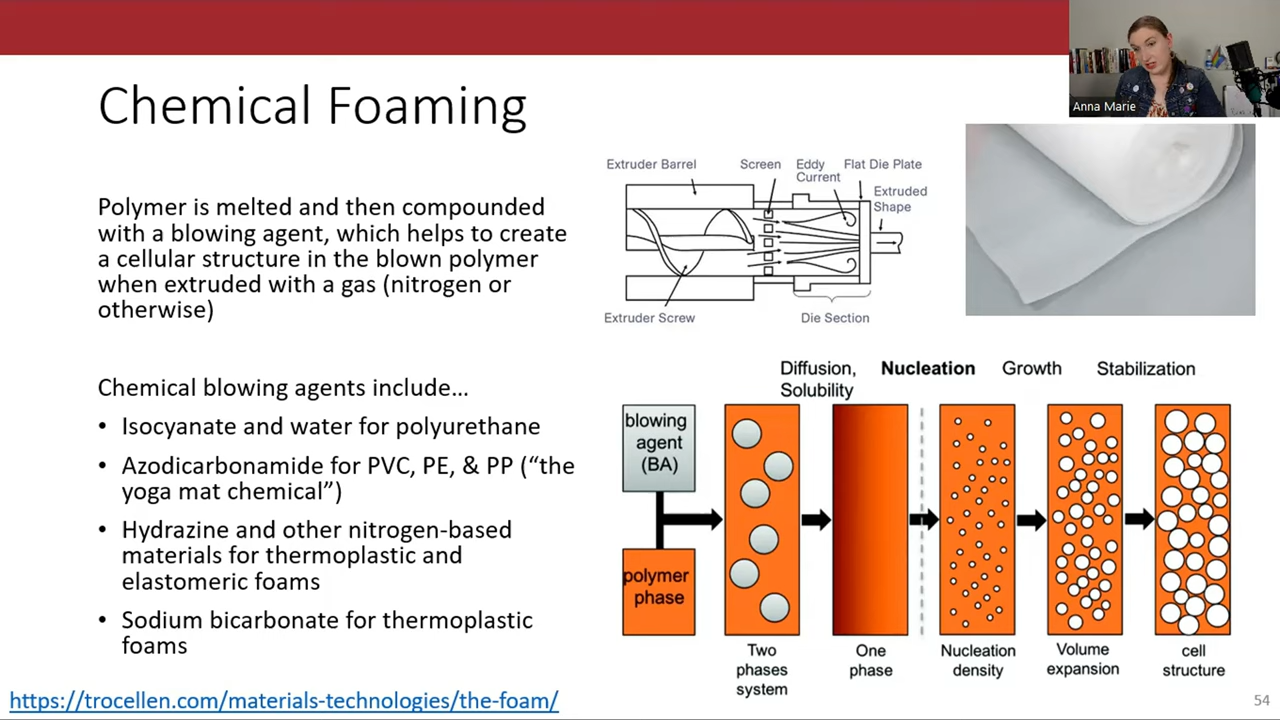 Anna Marie
Chemical Foaming
Polymer is melted and then compounded
with a blowing agent, which helps to create
a cellular structure in the blown polymer
when extruded with a gas (nitrogen or
otherwise)
Chemical blowing agents include…
• Isocyanate and water for polyurethane
• Azodicarbonamide for PVC, PE, & PP (“the
yoga mat chemical”)
• Hydrazine and other nitrogen-based
materials for thermoplastic and
elastomeric foams
• Sodium bicarbonate for thermoplastic
foams
https://trocellen.com/materials-technologies/the-foam/
Extruder Barrel
Screen
Eddy
Current
Flat Die Plate
Extruded
Shape
Extruder Screw
Die Section
Diffusion,
Solubility
Nucleation
Growth
Stabilization
blowing
agent
(BA)
polymer
phase
Two
phases
system
One
phase
Nucleation
density
Volume
expansion
cell
structure
54